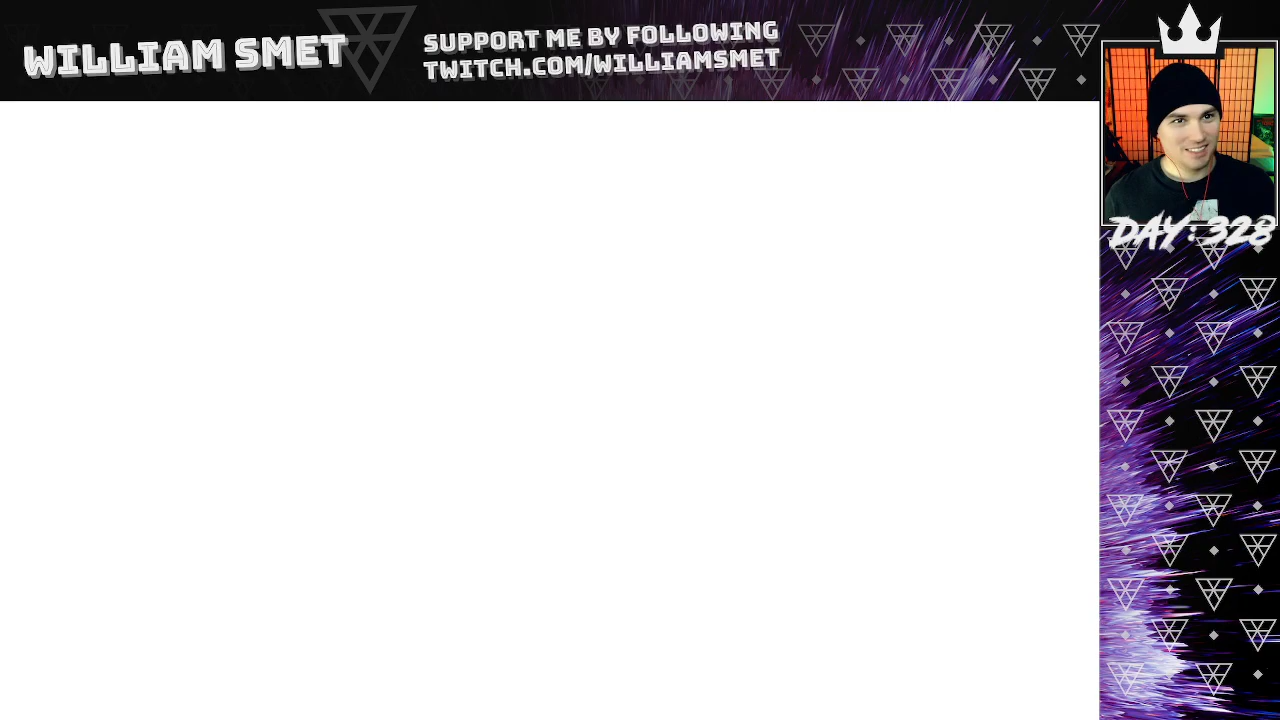 WILLIAM SMET
SUPPORT ME BY FOLLOWING
TWITCH.COM/WILLIAMSMET
DAY: 328